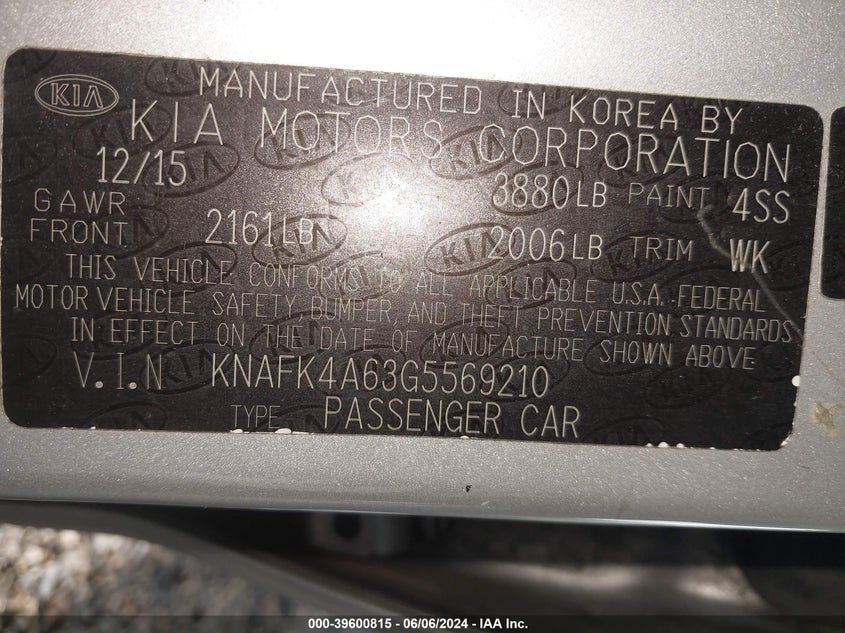 KIA
MANUFACTURED IN KOREA BY
KIA MOTORS CORPORATION
12/15 3880LB PAINT 4SS
GAWR
FRONT 2161LB 2006LB TRIM WK
THIS VEHICLE CONFORMS TO ALL APPLICABLE U.S.A. FEDERAL
MOTOR VEHICLE SAFETY BUMPER AND THEFT PREVENTION STANDARDS
IN EFFECT ON THE DATE OF MANUFACTURE SHOWN ABOVE
V.I.N KNAFK4A63G5569210
TYPE PASSENGER CAR
000-39600815 / 06/06/2024 - IAA Inc.